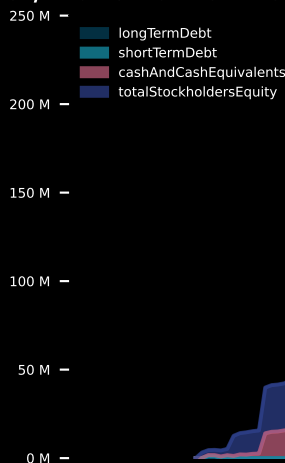 250 M
longTermDebt
shortTermDebt
cashAndCashEquivalents
totalStockholdersEquity
200 M
150 M
100 M
50 M
0 M